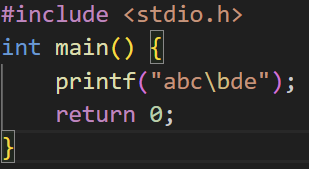 #include <stdio.h>
int main() {
    printf("abc\bde");
    return 0;
}